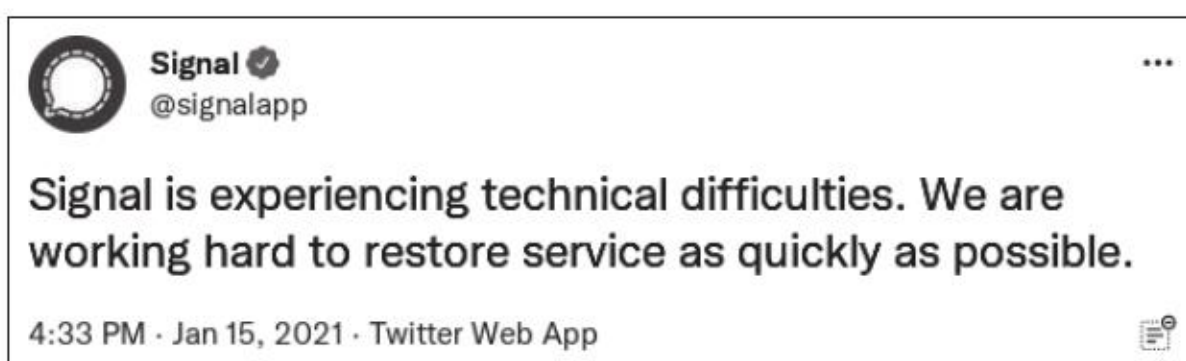 Signal
@signalapp
Signal is experiencing technical difficulties. We are
working hard to restore service as quickly as possible.
4:33 PM · Jan 15, 2021 · Twitter Web App